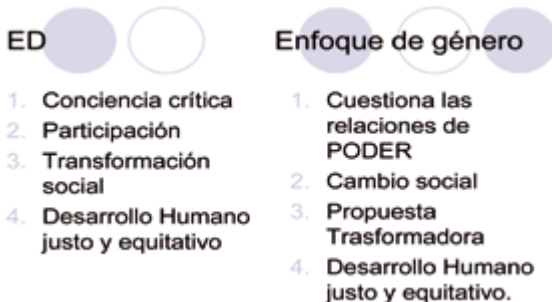 ED
1. Conciencia crítica
2. Participación
3. Transformación
social
4. Desarrollo Humano
justo y equitativo
Enfoque de género
1. Cuestiona las
relaciones de
PODER
2. Cambio social
3. Propuesta
Trasformadora
4. Desarrollo Humano
justo y equitativo.